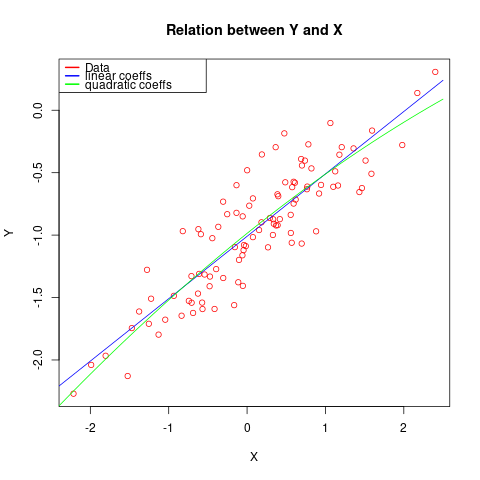 Relation between Y and X
Data
linear coeffs
quadratic coeffs
0.0
-0.5
-1.0
-1.5
-2.0
Y
-2 -1 0 1 2
X